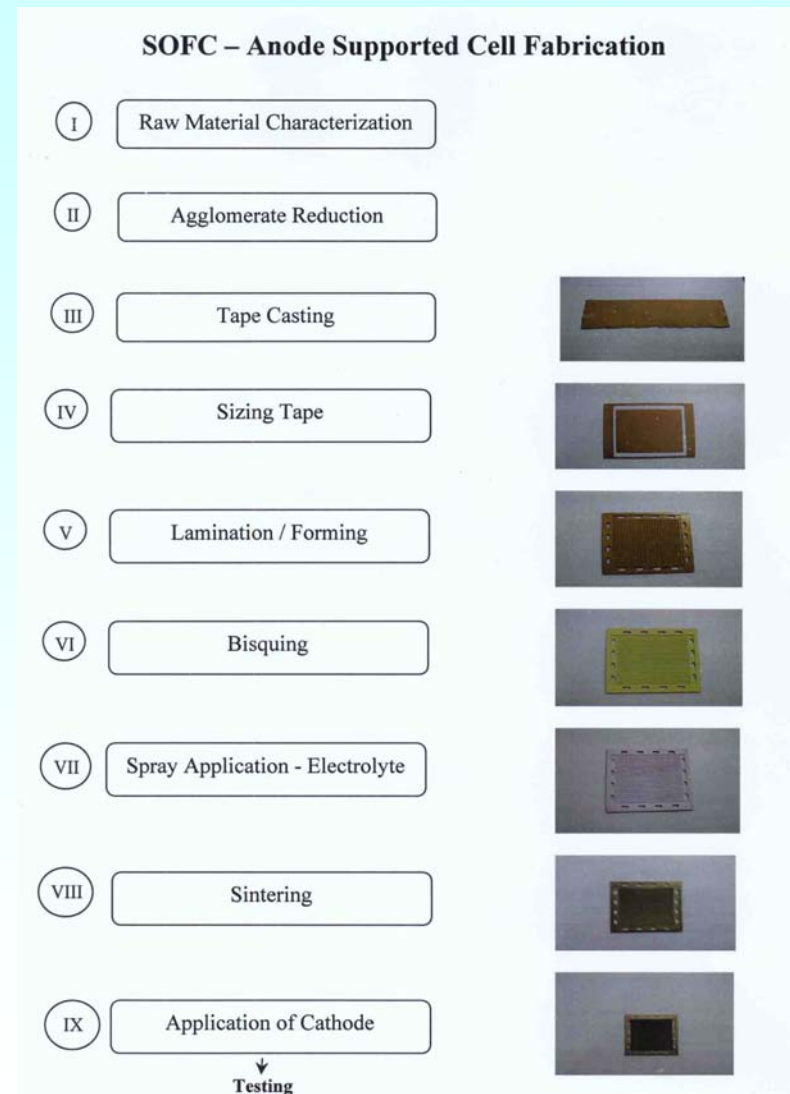 SOFC – Anode Supported Cell Fabrication
I
Raw Material Characterization
II
Agglomerate Reduction
III
Tape Casting
IV
Sizing Tape
V
Lamination / Forming
VI
Bisquing
VII
Spray Application - Electrolyte
VIII
Sintering
IX
Application of Cathode
Testing